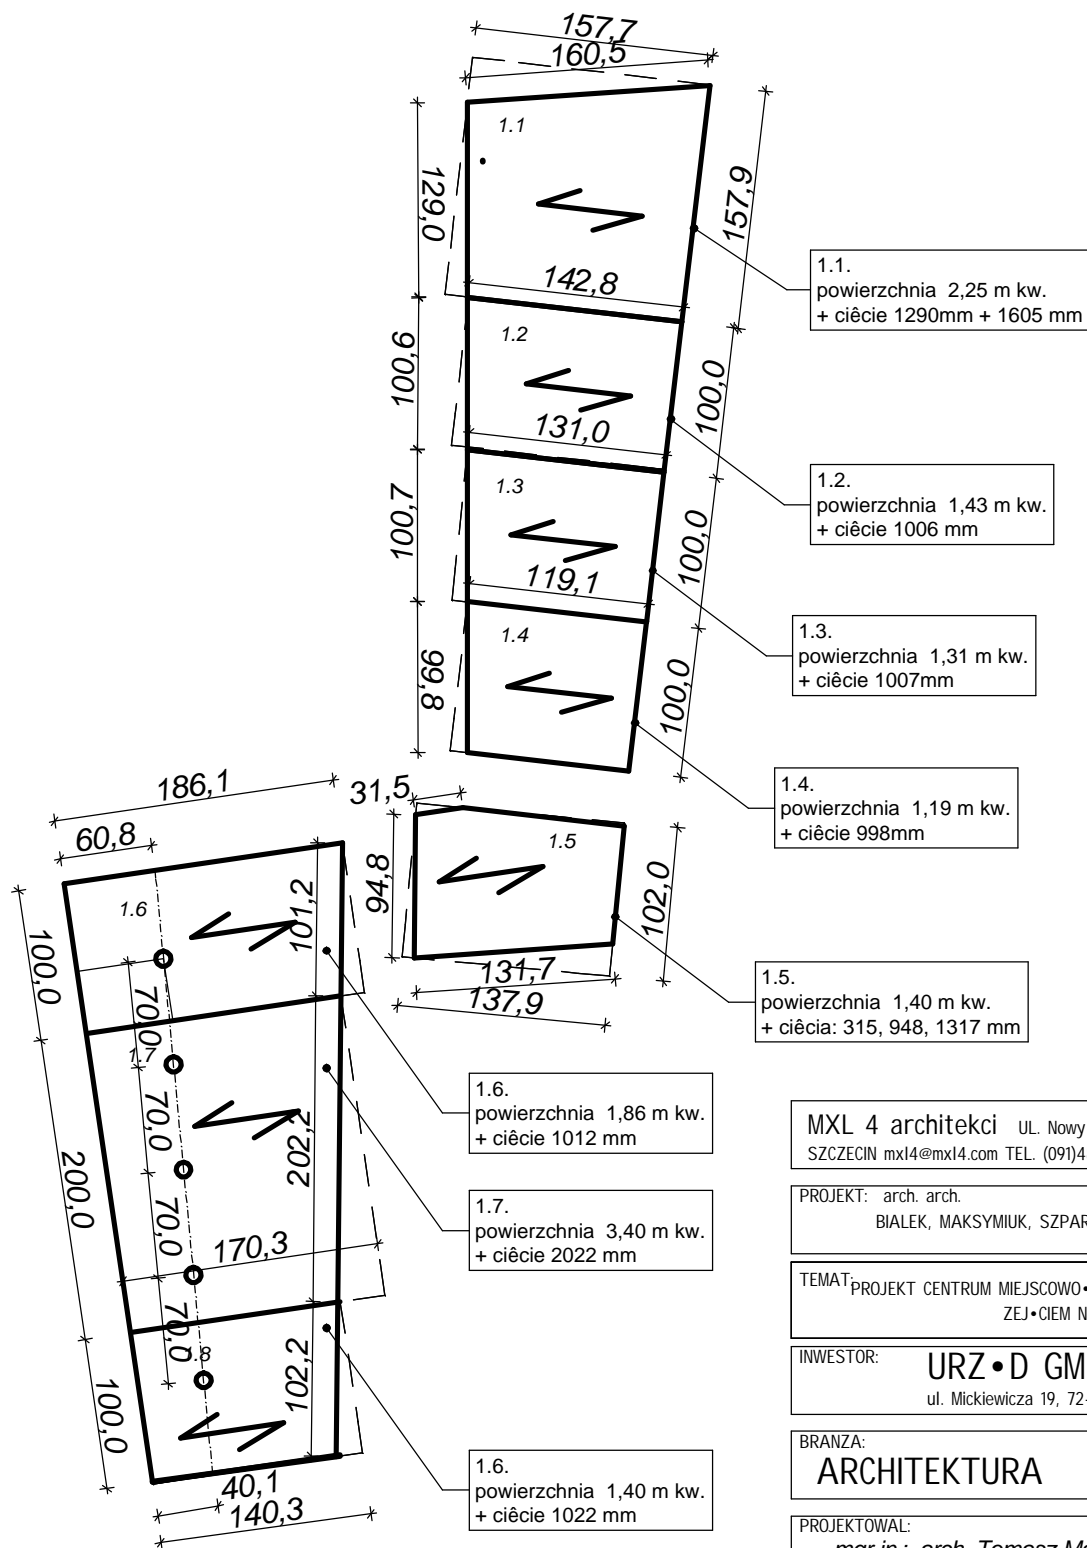 157,7
160,5
1.1
129,0
157,9
142,8
1.1.
powierzchnia 2,25 m kw.
+ ciêcie 1290mm + 1605 mm
1.2
100,6
100,0
131,0
1.2.
powierzchnia 1,43 m kw.
+ ciêcie 1006 mm
1.3
100,7
100,0
119,1
1.3.
powierzchnia 1,31 m kw.
+ ciêcie 1007mm
1.4
99,8
100,0
1.4.
powierzchnia 1,19 m kw.
+ ciêcie 998mm
186,1
60,8
31,5
1.5
94,8
102,0
131,7
137,9
1.5.
powierzchnia 1,40 m kw.
+ ciêcia: 315, 948, 1317 mm
1.6
101,2
100,0
70,0
1.7
70,0
202,2
200,0
70,0
170,3
70,0
1.8
102,2
100,0
40,1
140,3
1.6.
powierzchnia 1,86 m kw.
+ ciêcie 1012 mm
1.7.
powierzchnia 3,40 m kw.
+ ciêcie 2022 mm
1.6.
powierzchnia 1,40 m kw.
+ ciêcie 1022 mm
MXL 4 architekci UL. Nowy
SZCZECIN mxl4@mxl4.com TEL. (091)4
PROJEKT: arch. arch.
BIALEK, MAKSYMIUK, SZPAR
TEMAT: PROJEKT CENTRUM MIEJSCOWO•
ZEJ•CIEM N
INWESTOR: URZ•D GM
ul. Mickiewicza 19, 72-
BRANZA:
ARCHITEKTURA
PROJEKTOWAL: